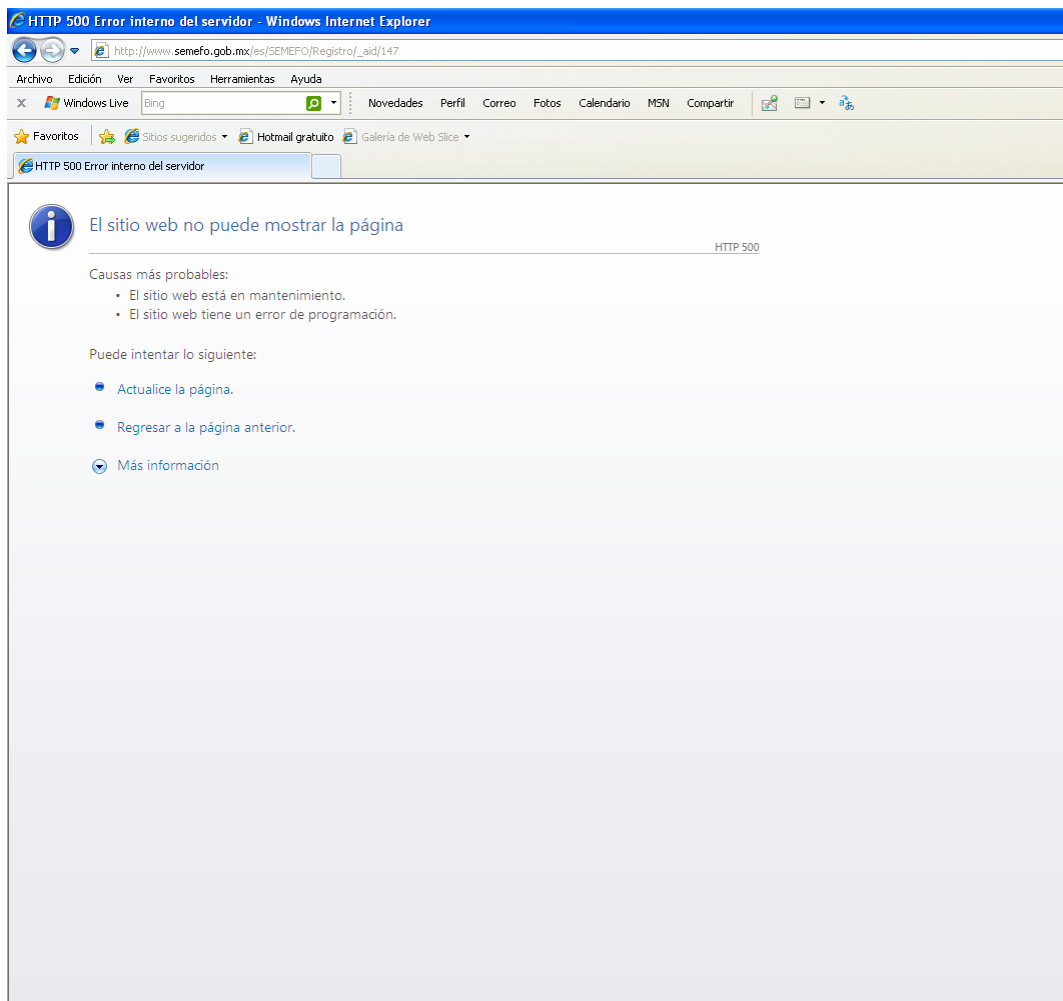 HTTP 500 Error interno del servidor - Windows Internet Explorer
http://www.semefo.gob.mx/es/SEMEFO/Registro/_aid/147
Archivo Edición Ver Favoritos Herramientas Ayuda
X Windows Live Bing Novedades Perfil Correo Fotos Calendario MSN Compartir
Favoritos Sitios sugeridos Hotmail gratuito Galería de Web Slice
HTTP 500 Error interno del servidor
El sitio web no puede mostrar la página
HTTP 500
Causas más probables:
• El sitio web está en mantenimiento.
• El sitio web tiene un error de programación.
Puede intentar lo siguiente:
Actualice la página.
Regresar a la página anterior.
Más información